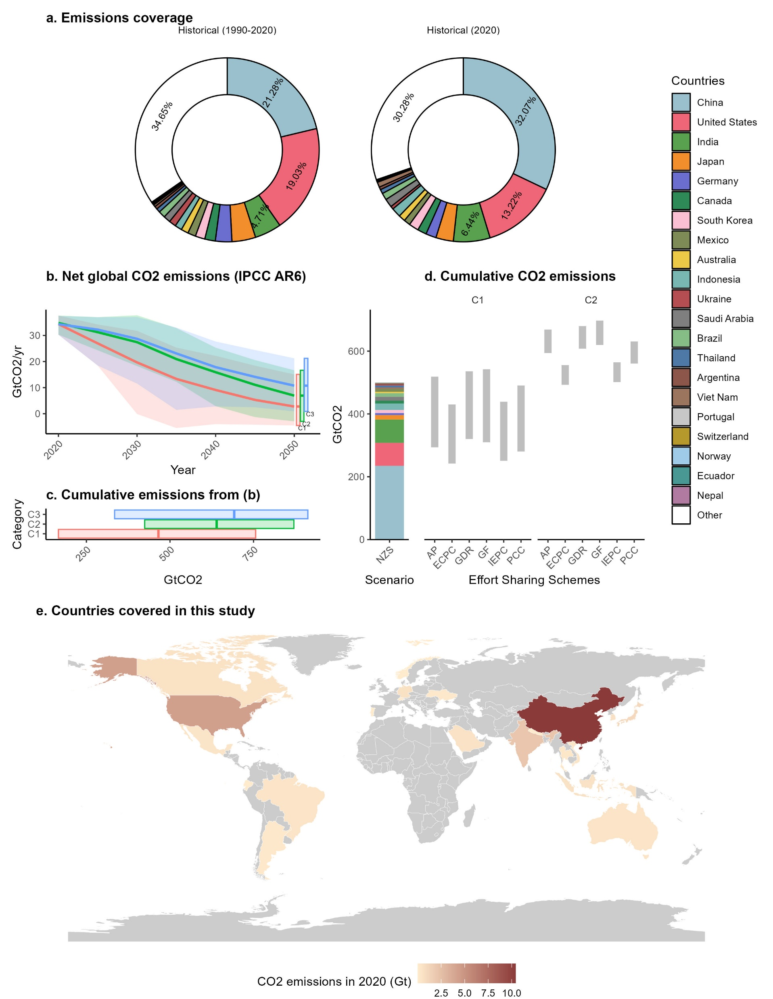 a. Emissions coverage
Historical (1990-2020)
Historical (2020)
21.28%
19.03%
4.71%
34.65%
32.07%
13.22%
6.44%
30.28%
Countries
China
United States
India
Japan
Germany
Canada
South Korea
Mexico
Australia
Indonesia
Ukraine
Saudi Arabia
Brazil
Thailand
Argentina
Viet Nam
Portugal
Switzerland
Norway
Ecuador
Nepal
Other
b. Net global CO2 emissions (IPCC AR6)
GtCO2/yr
30
20
10
0
C3
C2
C1
2020
2030
2040
2050
Year
c. Cumulative emissions from (b)
Category
C3
C2
C1
250
500
750
GtCO2
d. Cumulative CO2 emissions
C1
C2
GtCO2
600
400
200
0
NZS
AP
ECPC
GDR
GF
IEPC
PCC
AP
ECPC
GDR
GF
IEPC
PCC
Scenario
Effort Sharing Schemes
e. Countries covered in this study
CO2 emissions in 2020 (Gt)
2.5
5.0
7.5
10.0